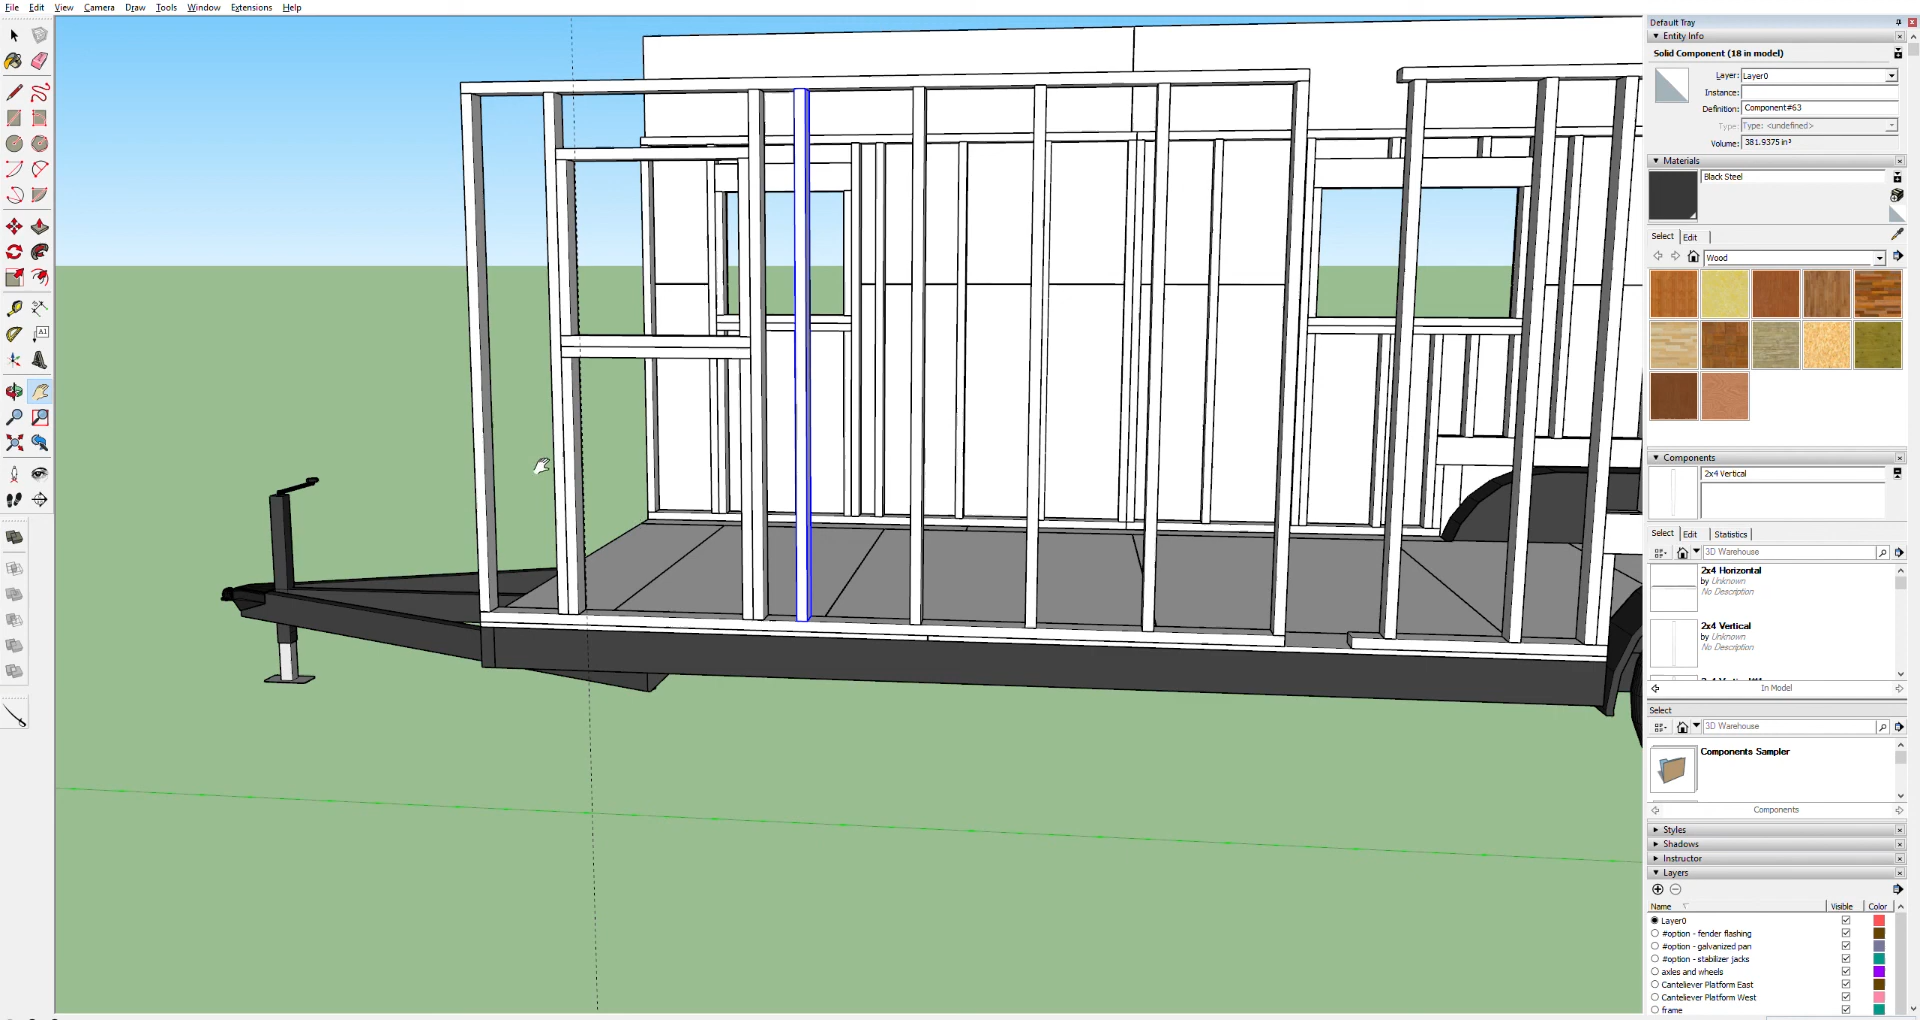 File Edit View Camera Draw Tools Window Extensions Help
Default Tray
Entity Info
Solid Component (18 in model)
Layer: Layer0
Instance:
Definition: Component#63
Type: Type: <undefined>
Volume: 381.9375 in³
Materials
Black Steel
Select Edit
Wood
Components
2x4 Vertical
Select Edit Statistics
3D Warehouse
2x4 Horizontal
by Unknown
No Description
2x4 Vertical
by Unknown
No Description
In Model
Select
3D Warehouse
Components Sampler
Components
Styles
Shadows
Instructor
Layers
Name Visible Color
Layer0
#option - fender flashing
#option - galvanized pan
#option - stabilizer jacks
axles and wheels
Canteliever Platform East
Canteliever Platform West
frame
AI